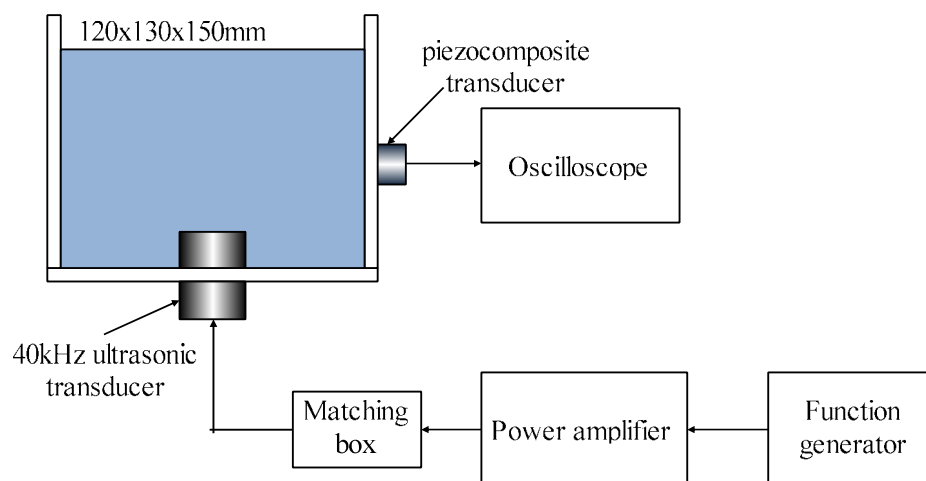 120x130x150mm
piezocomposite
transducer
Oscilloscope
40kHz ultrasonic
transducer
Matching
box
Power amplifier
Function
generator